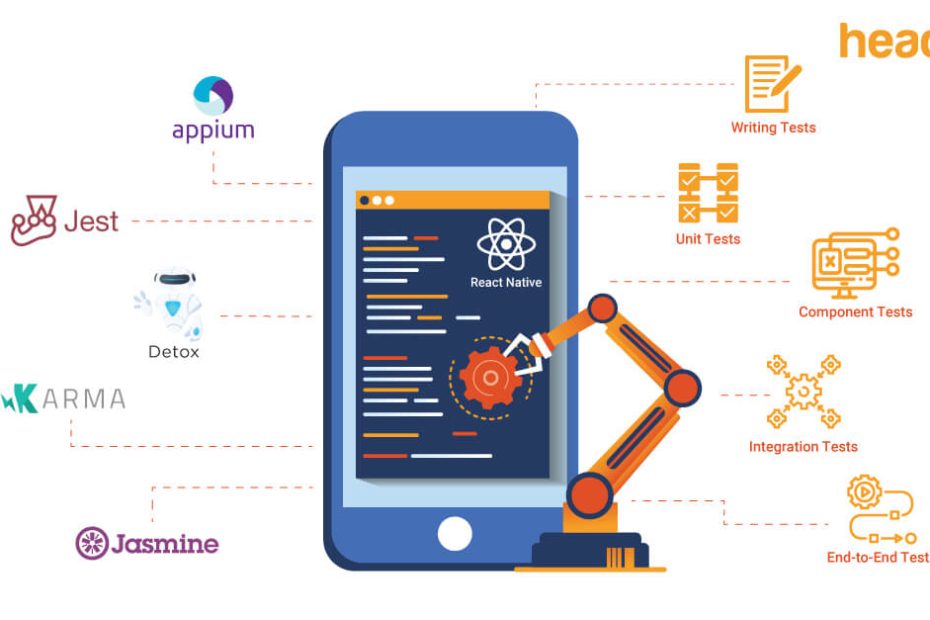 head
appium
Writing Tests
Jest
Unit Tests
React Native
Component Tests
Detox
KARMA
Integration Tests
Jasmine
End-to-End Test